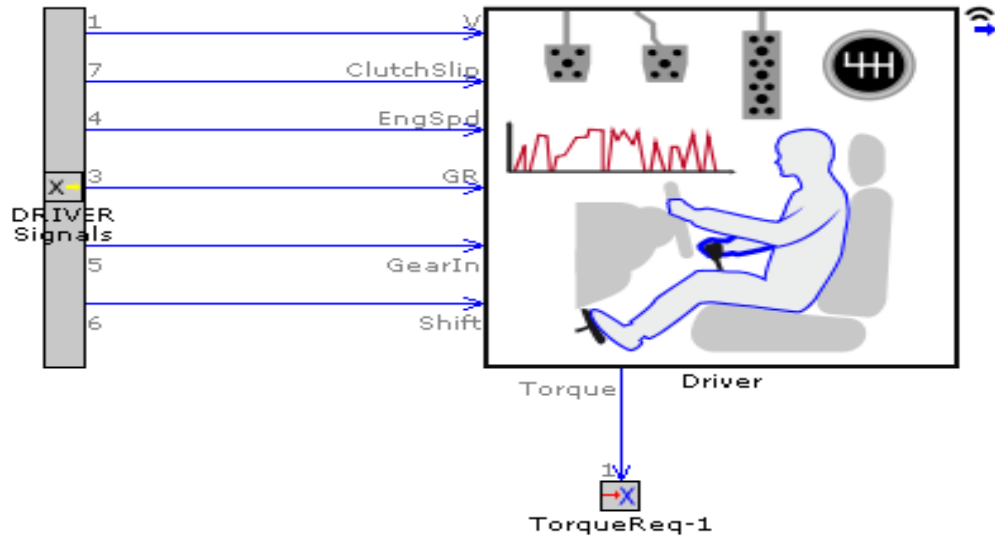 1 V
7 ClutchSlip
4 EngSpd
3 GR
X
DRIVER
Signals
5 GearIn
6 Shift
Driver
Torque
1
X
TorqueReq-1